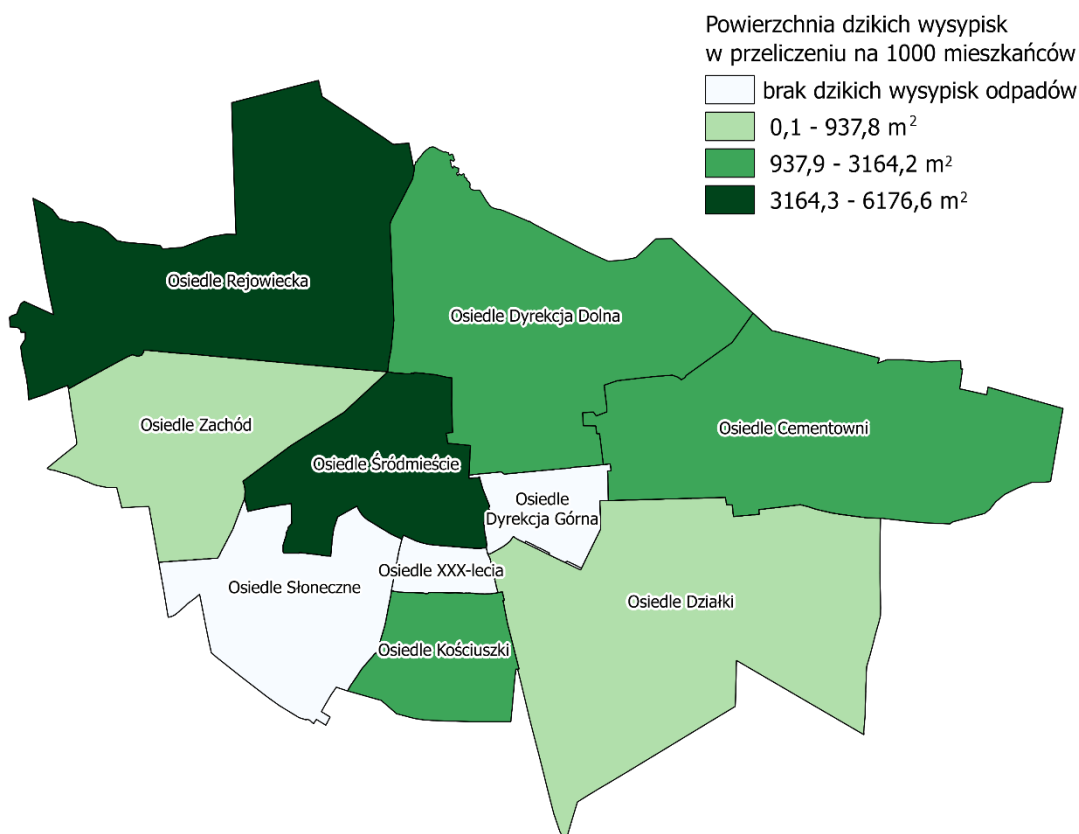 Powierzchnia dzikich wysypisk
w przeliczeniu na 1000 mieszkańców
brak dzikich wysypisk odpadów
0,1 - 937,8 m²
937,9 - 3164,2 m²
3164,3 - 6176,6 m²
Osiedle Rejowiecka
Osiedle Dyrekcja Dolna
Osiedle Zachód
Osiedle Cementowni
Osiedle Śródmieście
Osiedle
Dyrekcja Górna
Osiedle XXX-lecia
Osiedle Słoneczne
Osiedle Działki
Osiedle Kościuszki